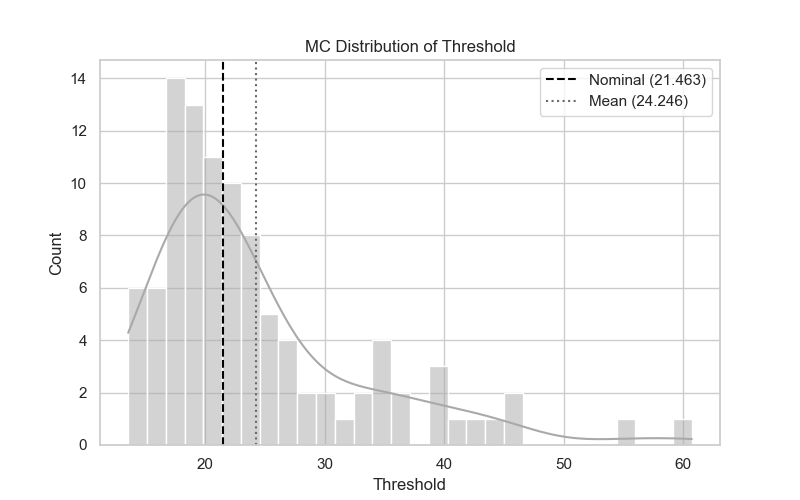 MC Distribution of Threshold
Nominal (21.463)
Mean (24.246)
Count
14
12
10
8
6
4
2
0
20 30 40 50 60
Threshold